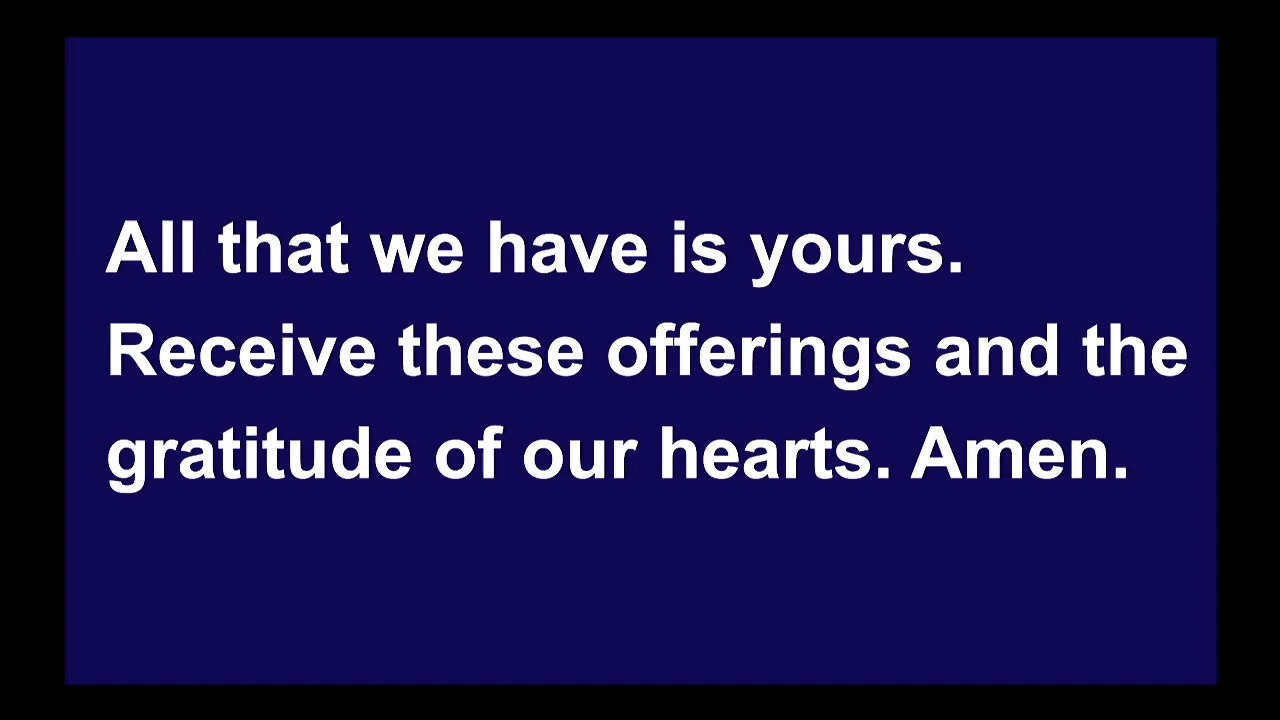 All that we have is yours.
Receive these offerings and the
gratitude of our hearts. Amen.